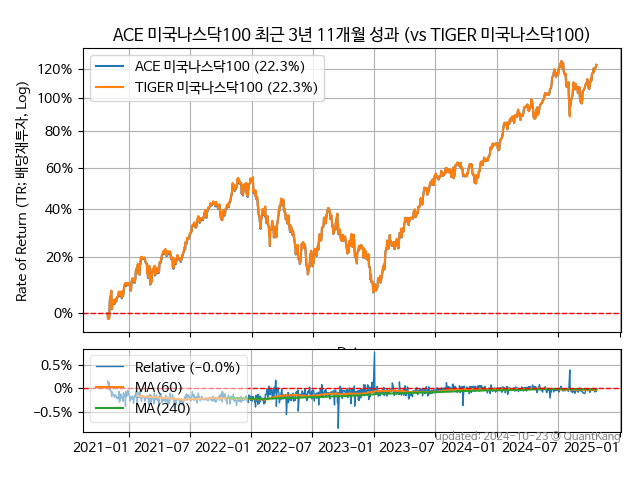 ACE 미국나스닥100 최근 3년 11개월 성과 (vs TIGER 미국나스닥100)
ACE 미국나스닥100 (22.3%)
TIGER 미국나스닥100 (22.3%)
Rate of Return (TR: 배당재투자, Log)
120%
100%
80%
60%
40%
20%
0%
0.5%
0%
−0.5%
Relative (−0.0%)
MA(60)
MA(240)
2021−01 2021−07 2022−01 2022−07 2023−01 2023−07 2024−01 2024−07 2025−01
updated: 2024−10−23 © QuantKang